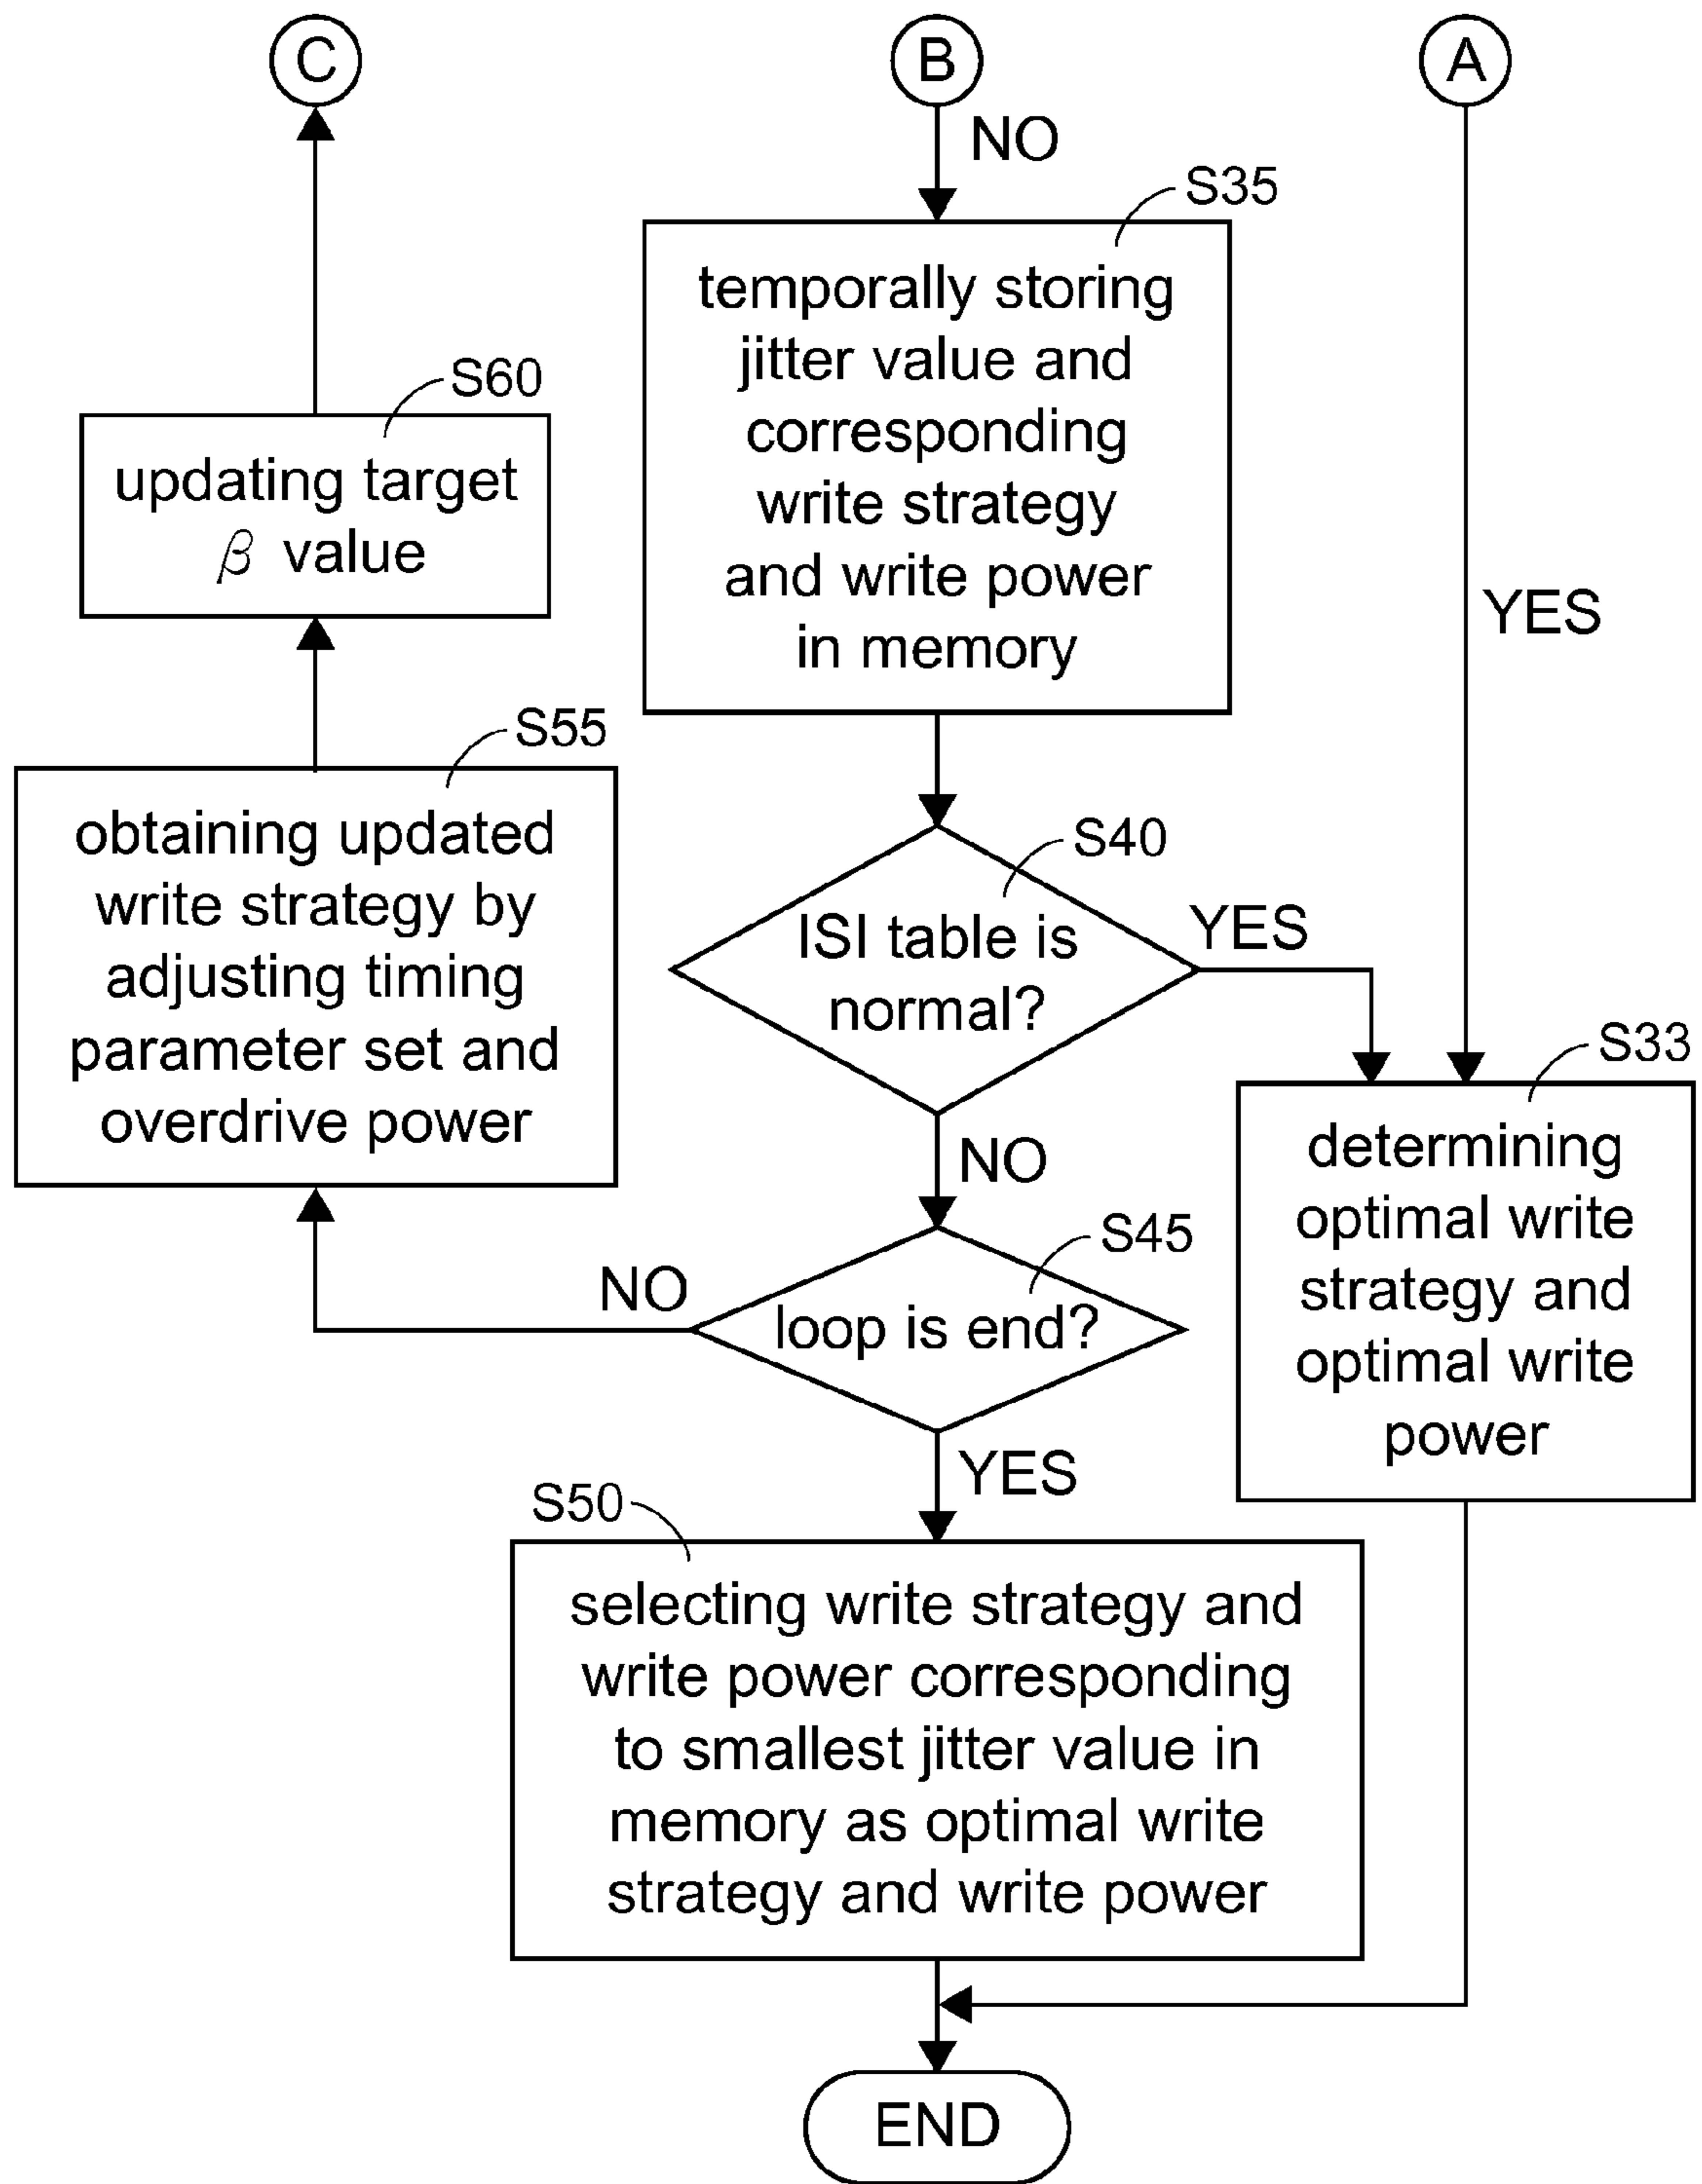 C
B
A
NO
S35
temporally storing
jitter value and
corresponding
write strategy
and write power
in memory
YES
S60
updating target
β value
S55
obtaining updated
write strategy by
adjusting timing
parameter set and
overdrive power
S40
ISI table is
normal?
YES
NO
S33
determining
optimal write
strategy and
optimal write
power
S45
loop is end?
NO
YES
S50
selecting write strategy and
write power corresponding
to smallest jitter value in
memory as optimal write
strategy and write power
END